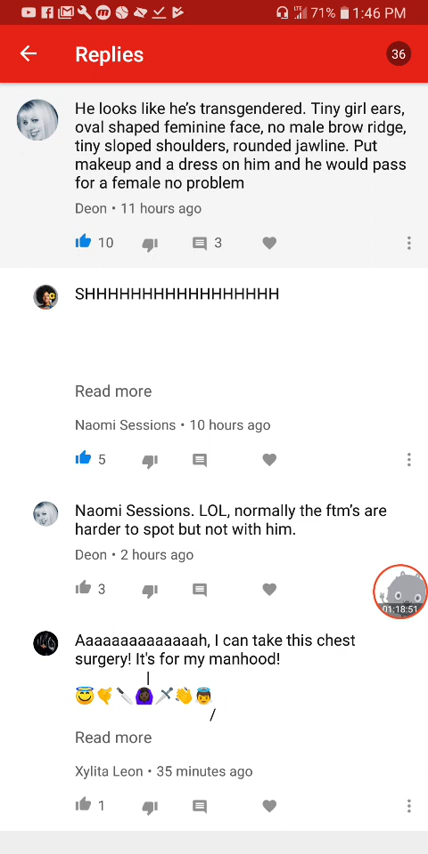 LTE 71% 1:46 PM
Replies
36
He looks like he's transgendered. Tiny girl ears,
oval shaped feminine face, no male brow ridge,
tiny sloped shoulders, rounded jawline. Put
makeup and a dress on him and he would pass
for a female no problem
Deon • 11 hours ago
10
3
SHHHHHHHHHHHHHHHHH
Read more
Naomi Sessions • 10 hours ago
5
Naomi Sessions. LOL, normally the ftm's are
harder to spot but not with him.
Deon • 2 hours ago
3
01:18:51
Aaaaaaaaaaaaaah, I can take this chest
surgery! It's for my manhood!
|
😇🤙🔪🙆🏿‍♀️🗡👏👼
/
Read more
Xylita Leon • 35 minutes ago
1